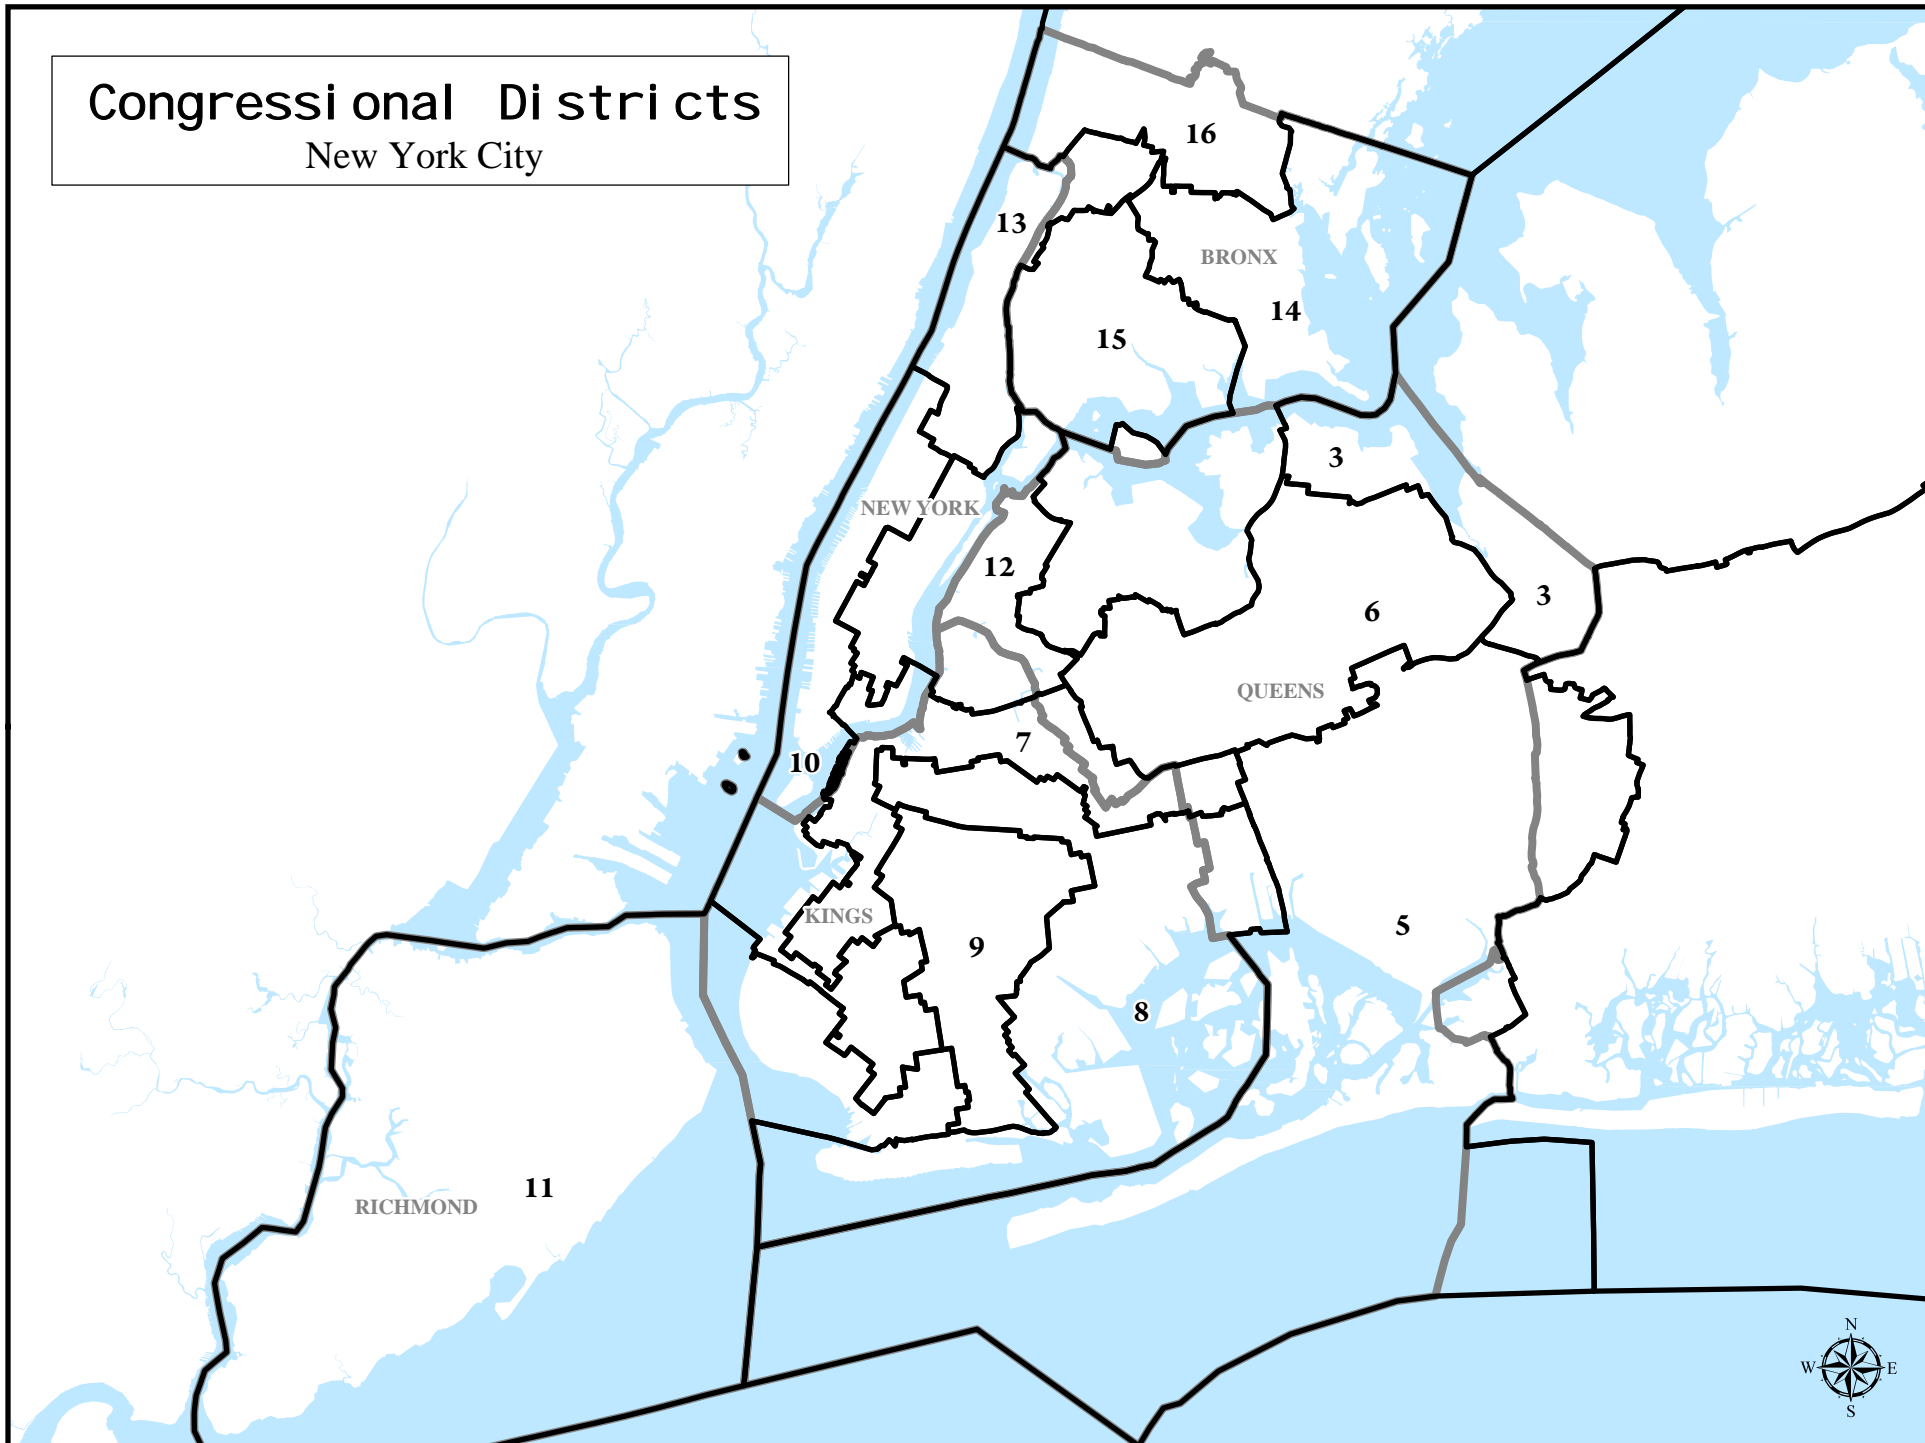 Congressional Districts
New York City
16
13
BRONX
14
15
3
NEW YORK
12
3
6
QUEENS
7
10
KINGS
9
5
8
11
RICHMOND
N
W E
S